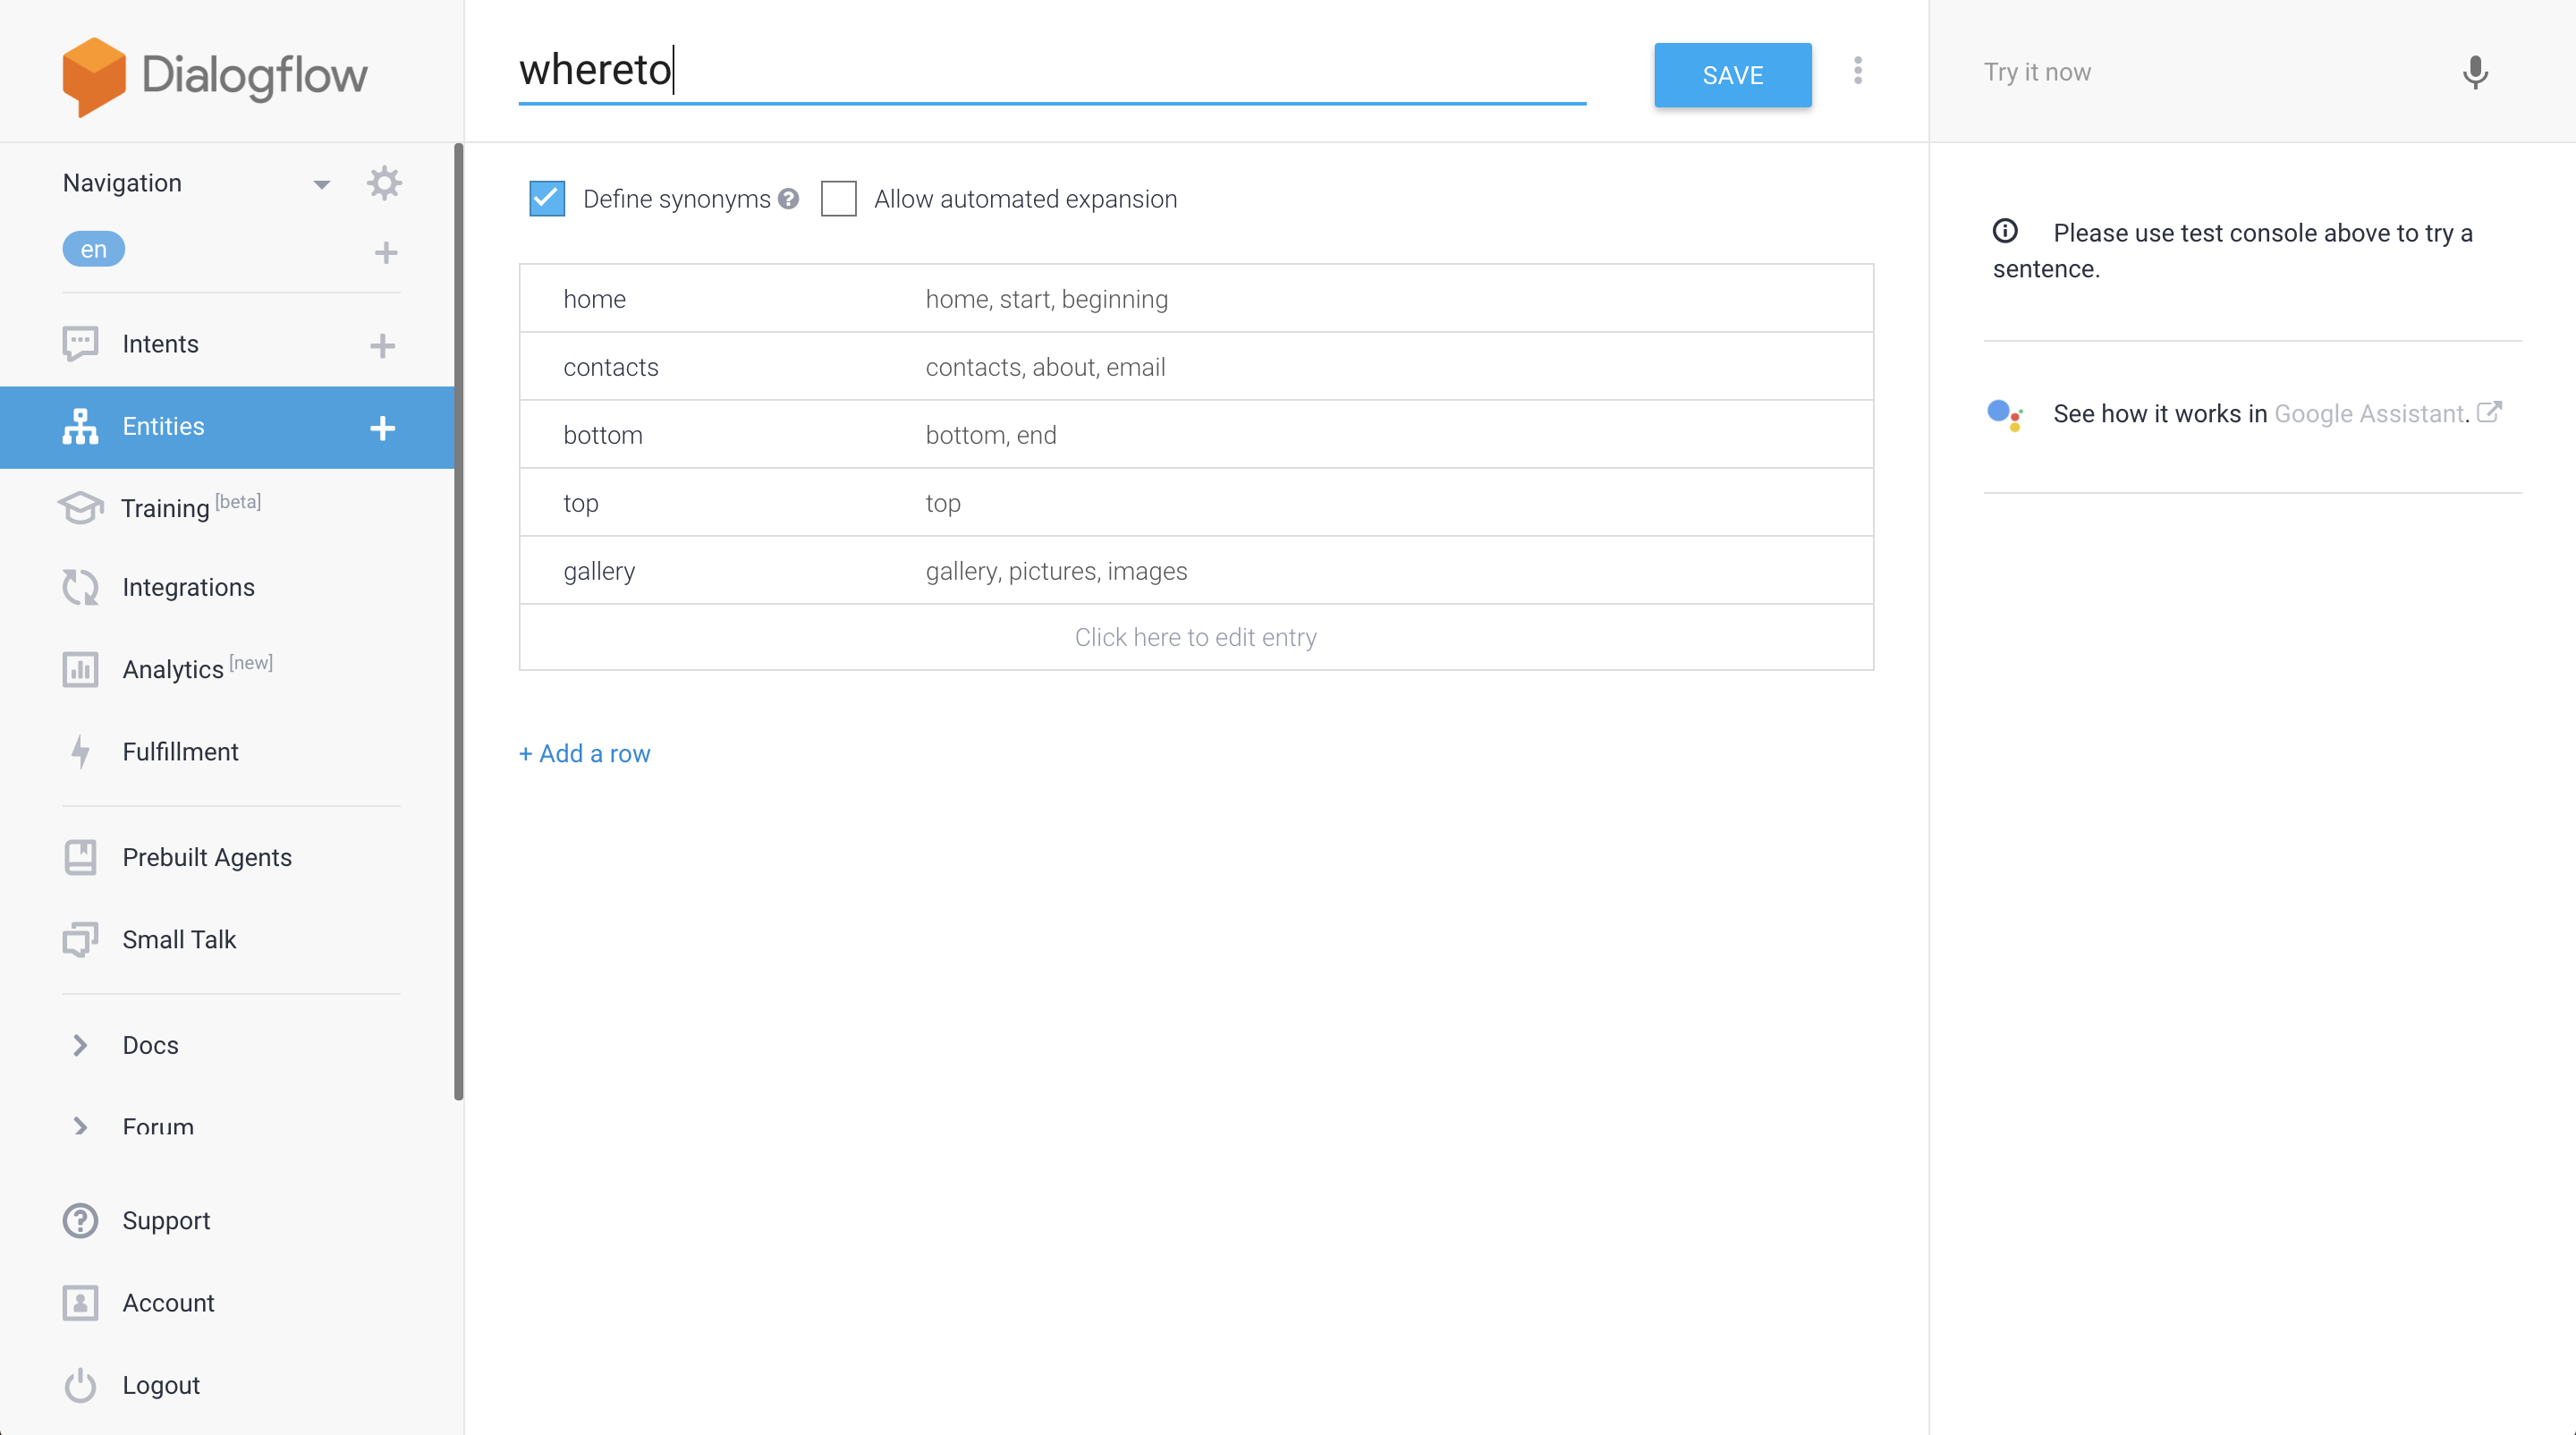 Dialogflow
whereto
SAVE
Try it now
Navigation
en
Intents
Entities
Training [beta]
Integrations
Analytics [new]
Fulfillment
Prebuilt Agents
Small Talk
Docs
Forum
Support
Account
Logout
Define synonyms ? Allow automated expansion
home home, start, beginning
contacts contacts, about, email
bottom bottom, end
top top
gallery gallery, pictures, images
Click here to edit entry
+ Add a row
Please use test console above to try a
sentence.
See how it works in Google Assistant.